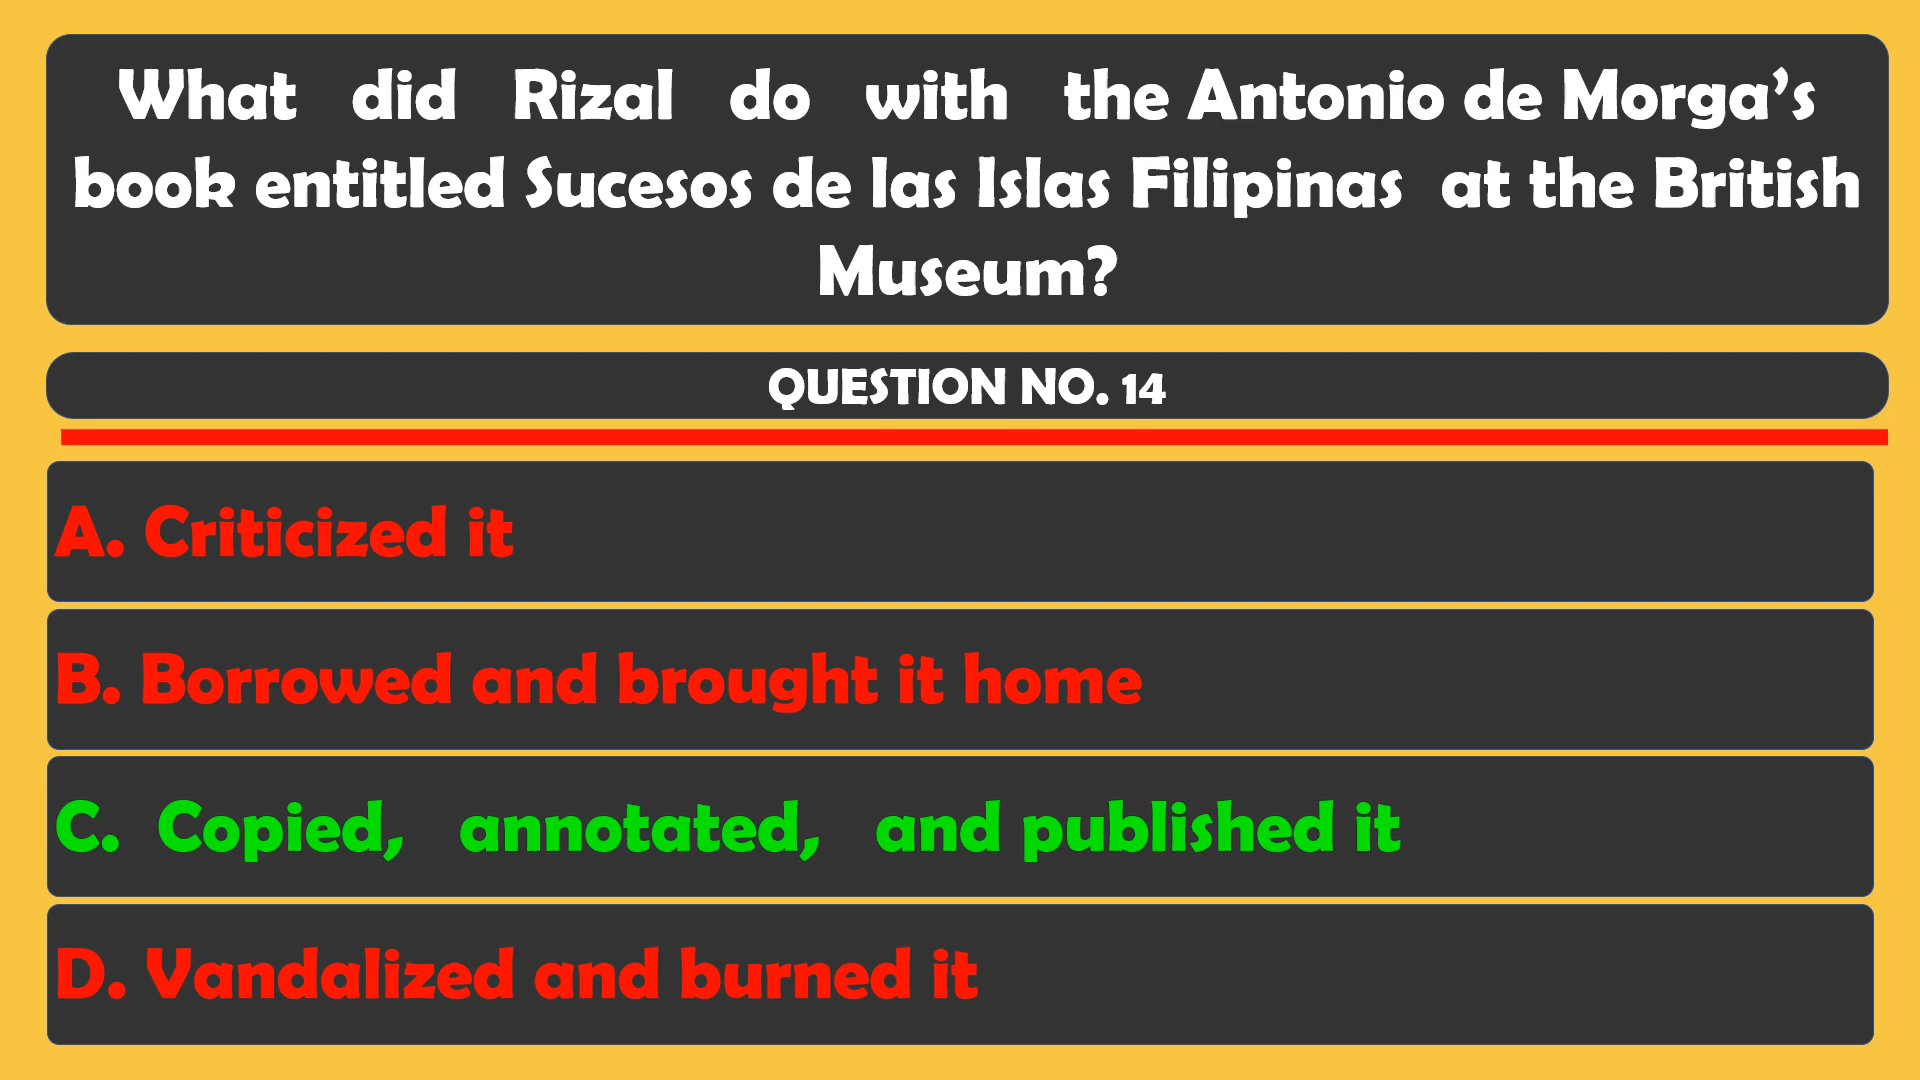 What did Rizal do with the Antonio de Morga’s
book entitled Sucesos de las Islas Filipinas at the British
Museum?
QUESTION NO. 14
A. Criticized it
B. Borrowed and brought it home
C. Copied, annotated, and published it
D. Vandalized and burned it